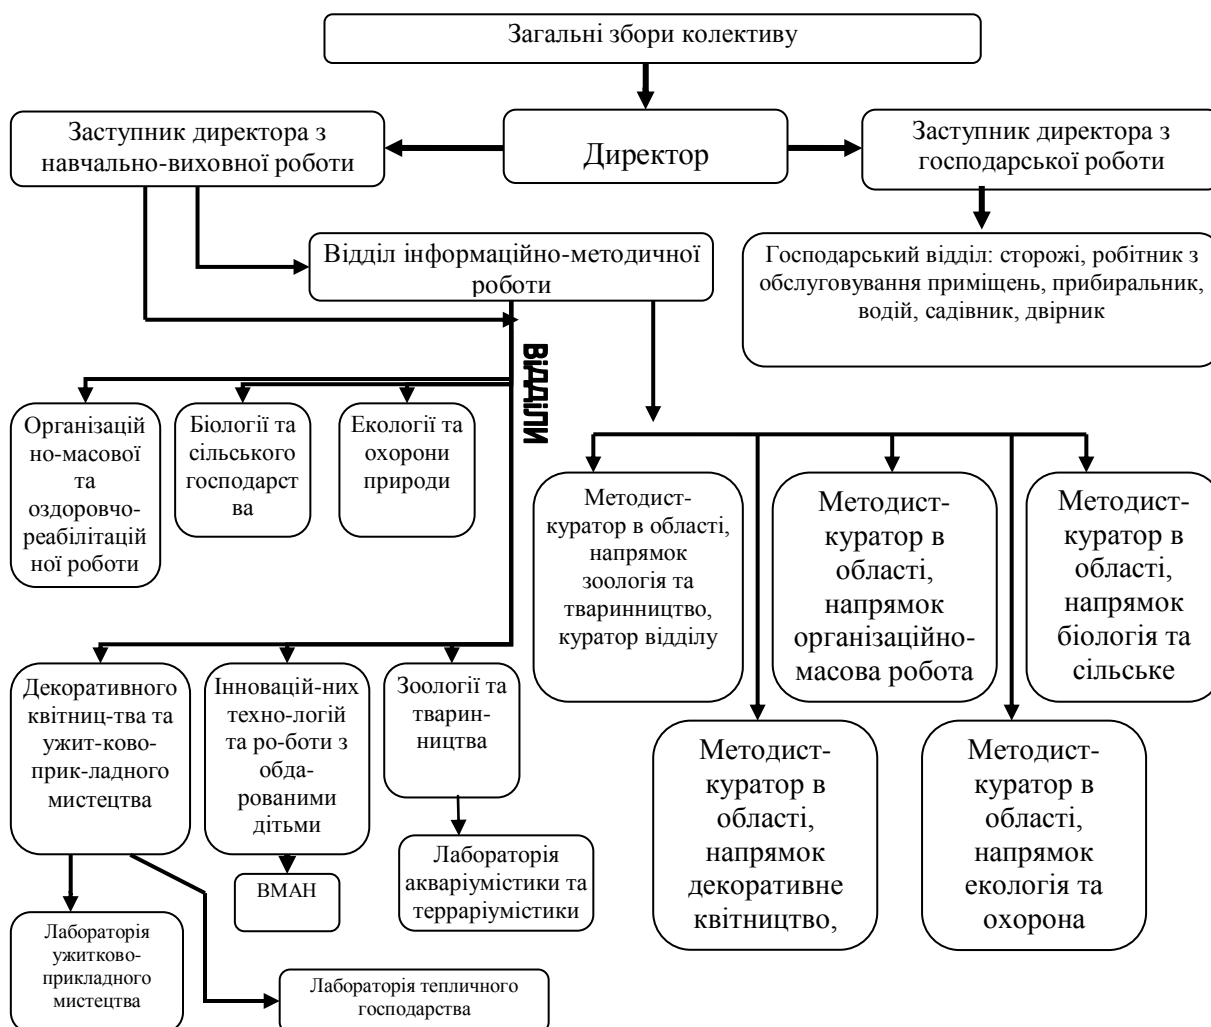 Загальні збори колективу
Заступник директора з
навчально-виховної роботи
Директор
Заступник директора з
господарської роботи
Відділ інформаційно-методичної
роботи
Господарський відділ: сторожі, робітник з
обслуговування приміщень, прибиральник,
водій, садівник, двірник
ВІДДІЛИ
Організацій
но-масової
та
оздоровчо-
реабілітацій
ної роботи
Біології та
сільського
господарст
ва
Екології та
охорони
природи
Методист-
куратор в області,
напрямок
зоологія та
тваринництво,
куратор відділу
Методист-
куратор в
області,
напрямок
організаційно-
масова робота
Методист-
куратор в
області,
напрямок
біологія та
сільське
Декоративного
квітниц-тва та
ужит-ково-
прик-ладного
мистецтва
Інновацій-них
техно-логій
та ро-боти з
обда-
рованими
дітьми
Зоології та
тварин-
ництва
Методист-
куратор в
області,
напрямок
декоративне
квітництво,
Методист-
куратор в
області,
напрямок
екологія та
охорона
ВМАН
Лабораторія
акваріумістики та
терраріумістики
Лабораторія
ужитково-
прикладного
мистецтва
Лабораторія тепличного
господарства